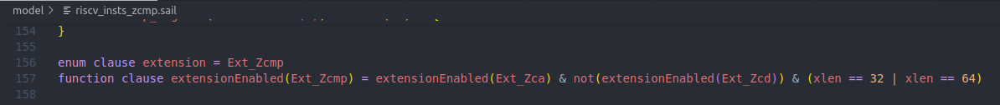 model > riscv_insts_zcmp.sail
154 }
155
156 enum clause extension = Ext_Zcmp
157 function clause extensionEnabled(Ext_Zcmp) = extensionEnabled(Ext_Zca) & not(extensionEnabled(Ext_Zcd)) & (xlen == 32 | xlen == 64)
158